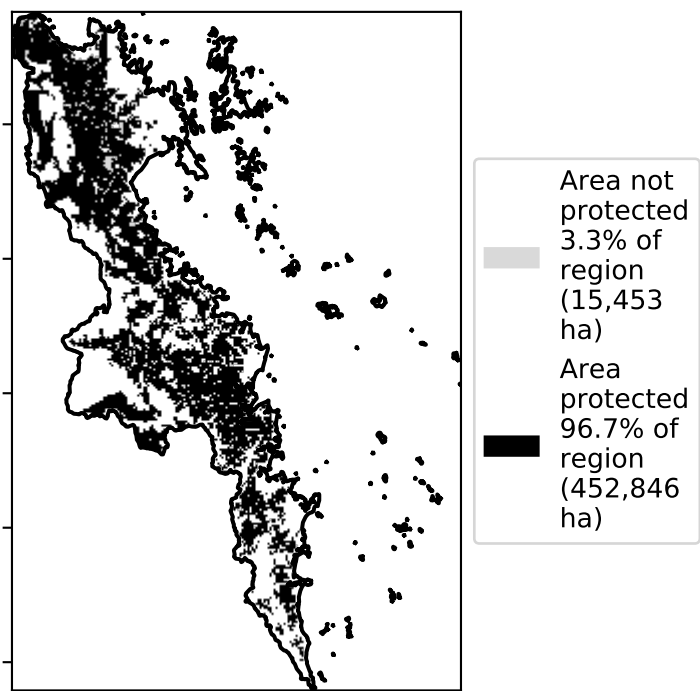 Area not
protected
3.3% of
region
(15,453
ha)
Area
protected
96.7% of
region
(452,846
ha)